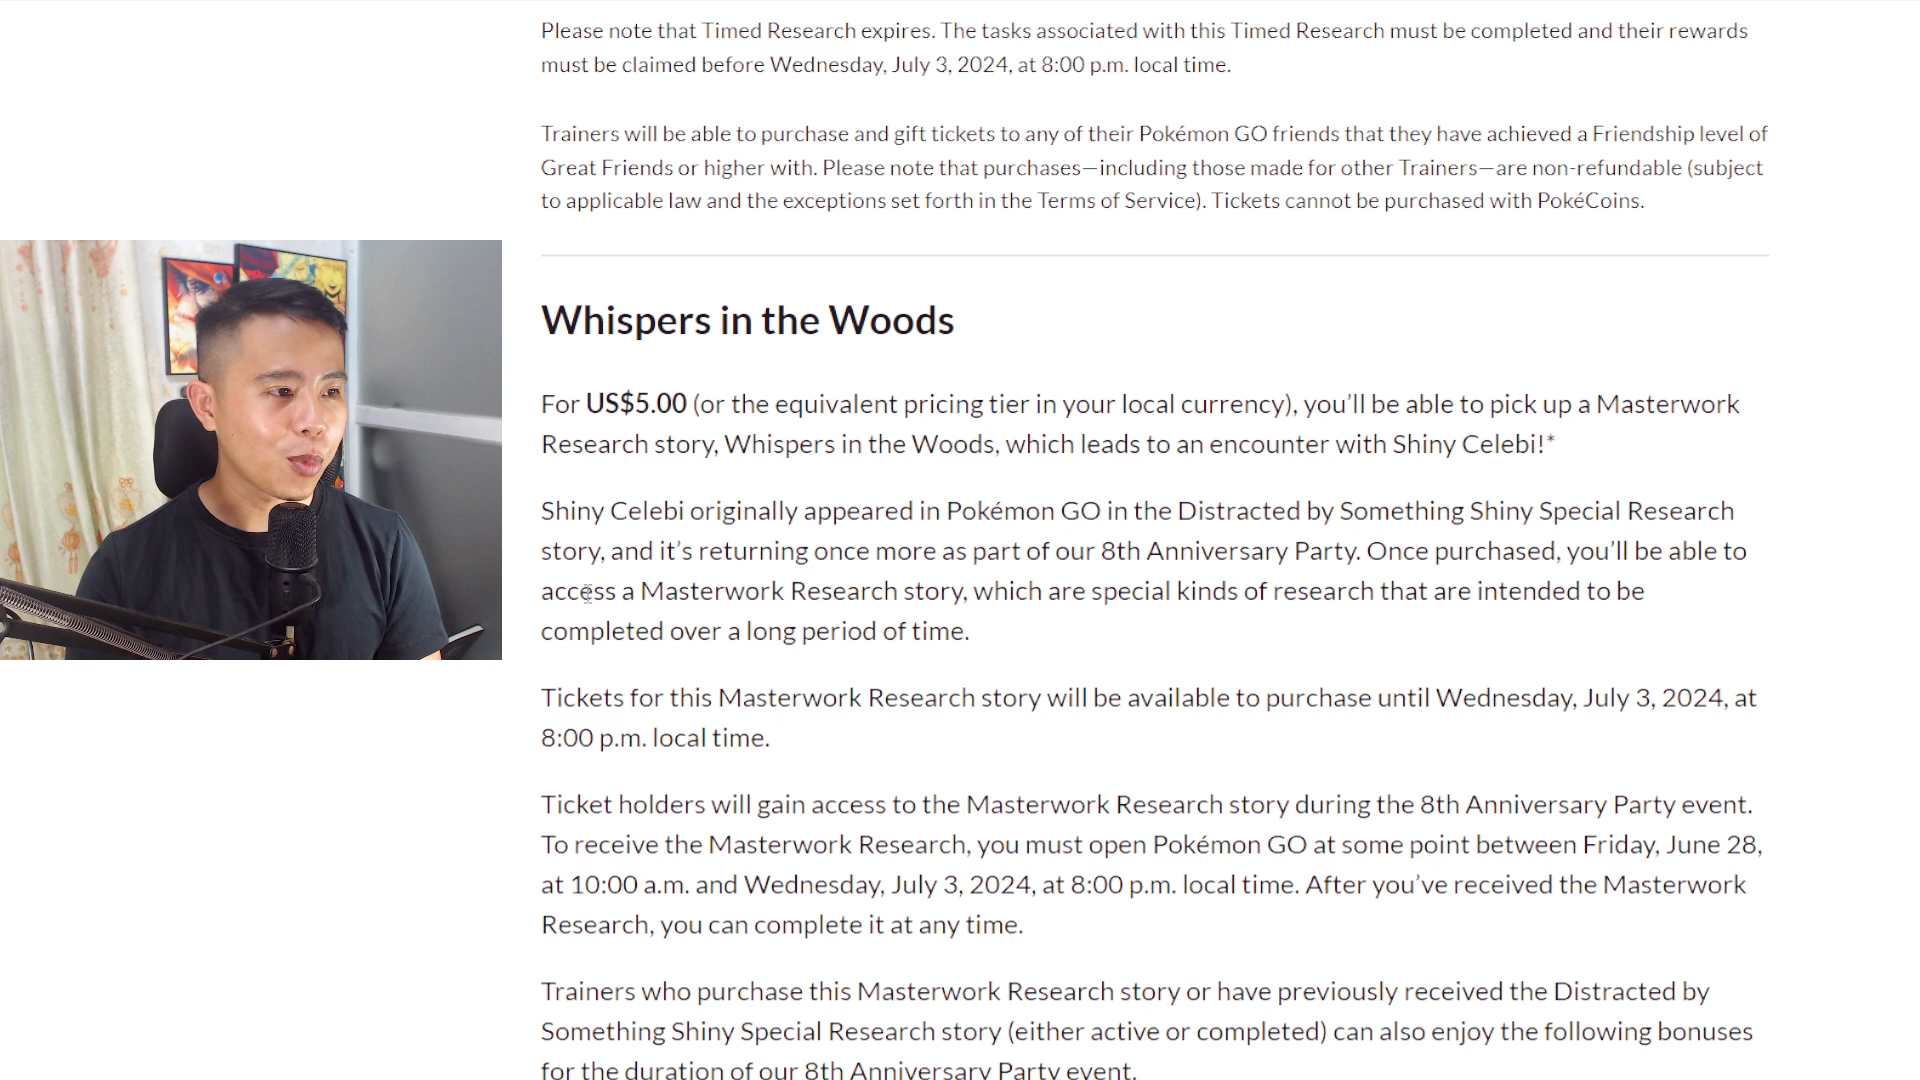 Please note that Timed Research expires. The tasks associated with this Timed Research must be completed and their rewards
must be claimed before Wednesday, July 3, 2024, at 8:00 p.m. local time.
Trainers will be able to purchase and gift tickets to any of their Pokémon GO friends that they have achieved a Friendship level of
Great Friends or higher with. Please note that purchases—including those made for other Trainers—are non-refundable (subject
to applicable law and the exceptions set forth in the Terms of Service). Tickets cannot be purchased with PokéCoins.
Whispers in the Woods
For US$5.00 (or the equivalent pricing tier in your local currency), you’ll be able to pick up a Masterwork
Research story, Whispers in the Woods, which leads to an encounter with Shiny Celebi!*
Shiny Celebi originally appeared in Pokémon GO in the Distracted by Something Shiny Special Research
story, and it’s returning once more as part of our 8th Anniversary Party. Once purchased, you’ll be able to
access a Masterwork Research story, which are special kinds of research that are intended to be
completed over a long period of time.
Tickets for this Masterwork Research story will be available to purchase until Wednesday, July 3, 2024, at
8:00 p.m. local time.
Ticket holders will gain access to the Masterwork Research story during the 8th Anniversary Party event.
To receive the Masterwork Research, you must open Pokémon GO at some point between Friday, June 28,
at 10:00 a.m. and Wednesday, July 3, 2024, at 8:00 p.m. local time. After you’ve received the Masterwork
Research, you can complete it at any time.
Trainers who purchase this Masterwork Research story or have previously received the Distracted by
Something Shiny Special Research story (either active or completed) can also enjoy the following bonuses
for the duration of our 8th Anniversary Party event.